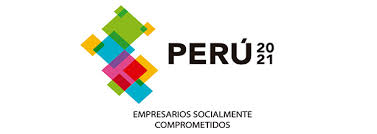 PERÚ 20
21
EMPRESARIOS SOCIALMENTE
COMPROMETIDOS